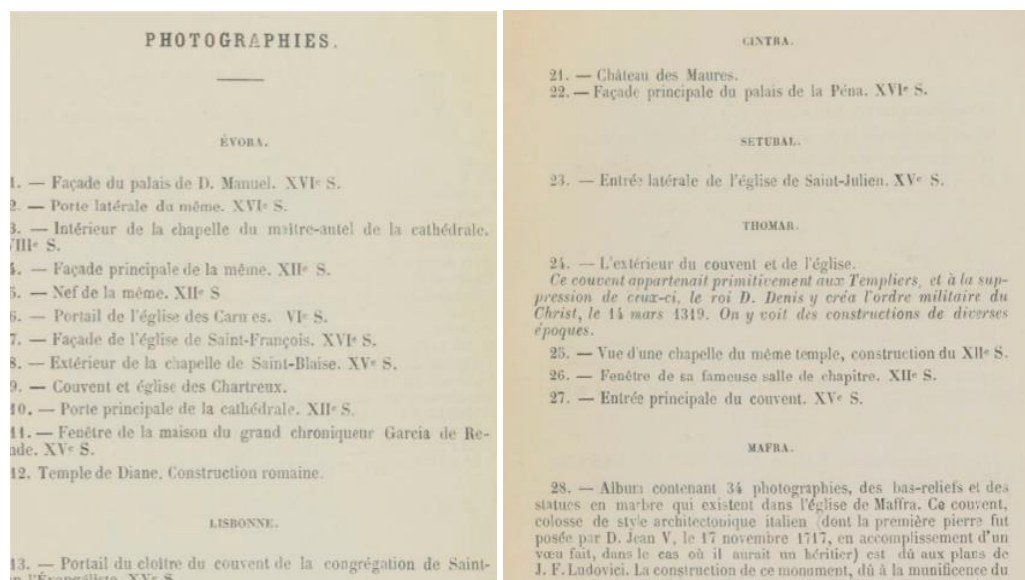 PHOTOGRAPHIES.
ÉVORA.
1. — Façade du palais de D. Manuel. XVIe S.
2. — Porte latérale du même. XVIe S.
3. — Intérieur de la chapelle du maître-autel de la cathédrale.
VIIIe S.
4. — Façade principale de la même. XIIe S.
5. — Nef de la même. XIIe S
6. — Portail de l'église des Carm es. VIe S.
7. — Façade de l'église de Saint-François. XVIe S.
8. — Extérieur de la chapelle de Saint-Blaise. XVe S.
9. — Couvent et église des Chartreux.
10. — Porte principale de la cathédrale. XIIe S.
11. — Fenêtre de la maison du grand chroniqueur Garcia de Re-
nde. XVe S.
12. Temple de Diane. Construction romaine.
LISBONNE.
13. — Portail du cloître du couvent de la congrégation de Saint-
n l'Évangéliste. XVe S.
CINTRA.
21. — Château des Maures.
22. — Façade principale du palais de la Péna. XVIe S.
SETUBAL.
23. — Entrée latérale de l'église de Saint-Julien. XVe S.
THOMAR.
24. — L'extérieur du couvent et de l'église.
Ce couvent appartenait primitivement aux Templiers, et à la sup-
pression de ceux-ci, le roi D. Denis y créa l'ordre militaire du
Christ, le 14 mars 1319. On y voit des constructions de diverses
époques.
25. — Vue d'une chapelle du même temple, construction du XIIe S.
26. — Fenêtre de sa fameuse salle de chapitre. XIIe S.
27. — Entrée principale du couvent. XVe S.
MAFRA.
28. — Album contenant 34 photographies, des bas-reliefs et des
statues en marbre qui existent dans l'église de Maffra. Ce couvent,
colosse de style architectonique italien (dont la première pierre fut
posée par D. Jean V, le 17 novembre 1717, en accomplissement d'un
vœu fait, dans le cas où il aurait un héritier) est dû aux plans de
J. F. Ludovici. La construction de ce monument, dû à la munificence du